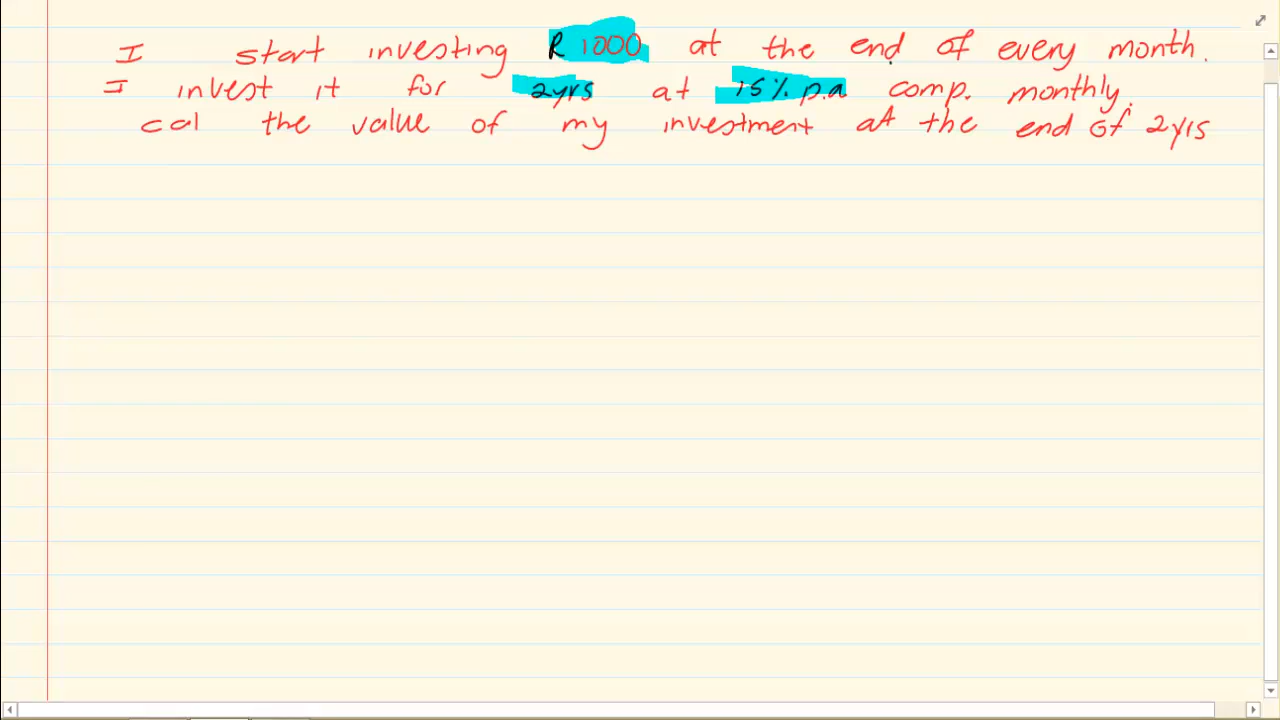 I start investing R 1000 at the end of every month.
I invest it for 2yrs at 15% p.a comp. monthly.
cal the value of my investment at the end of 2yrs